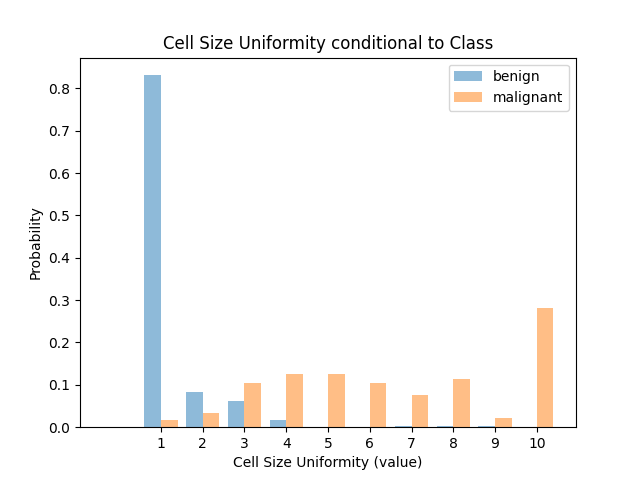 Cell Size Uniformity conditional to Class
benign
malignant
Probability
0.8
0.7
0.6
0.5
0.4
0.3
0.2
0.1
0.0
1 2 3 4 5 6 7 8 9 10
Cell Size Uniformity (value)